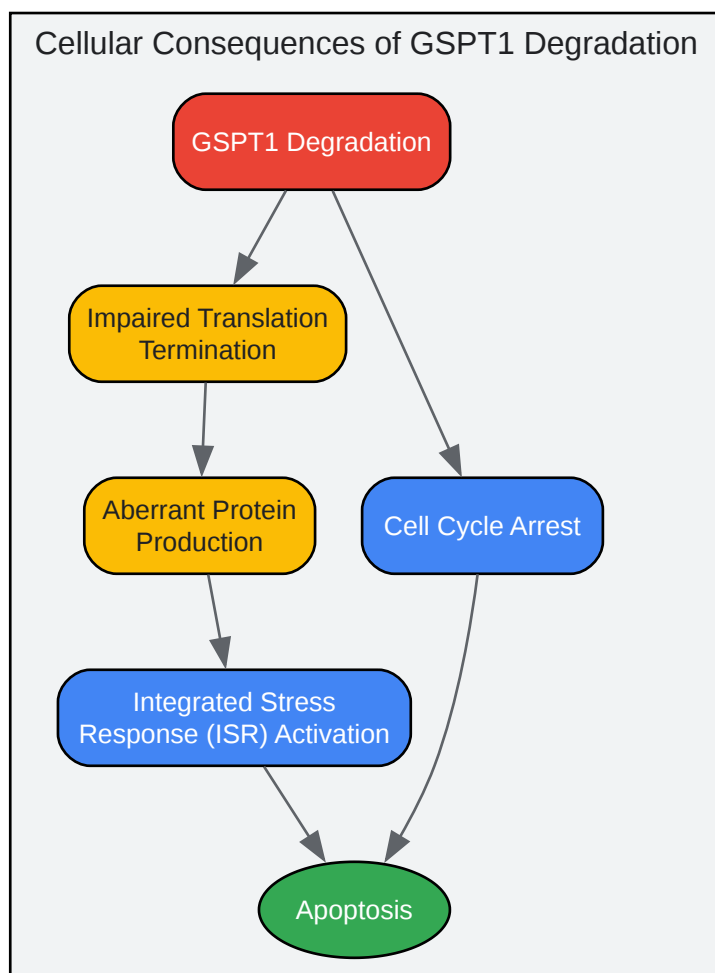 Cellular Consequences of GSPT1 Degradation
GSPT1 Degradation
Impaired Translation
Termination
Aberrant Protein
Production
Cell Cycle Arrest
Integrated Stress
Response (ISR) Activation
Apoptosis